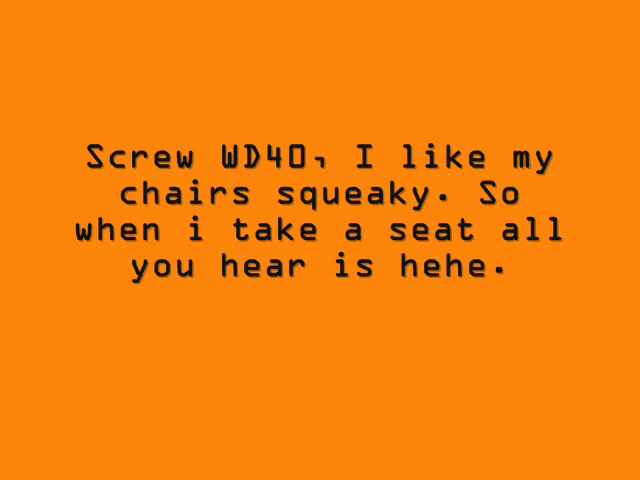 Screw WD40, I like my
chairs squeaky. So
when i take a seat all
you hear is hehe.